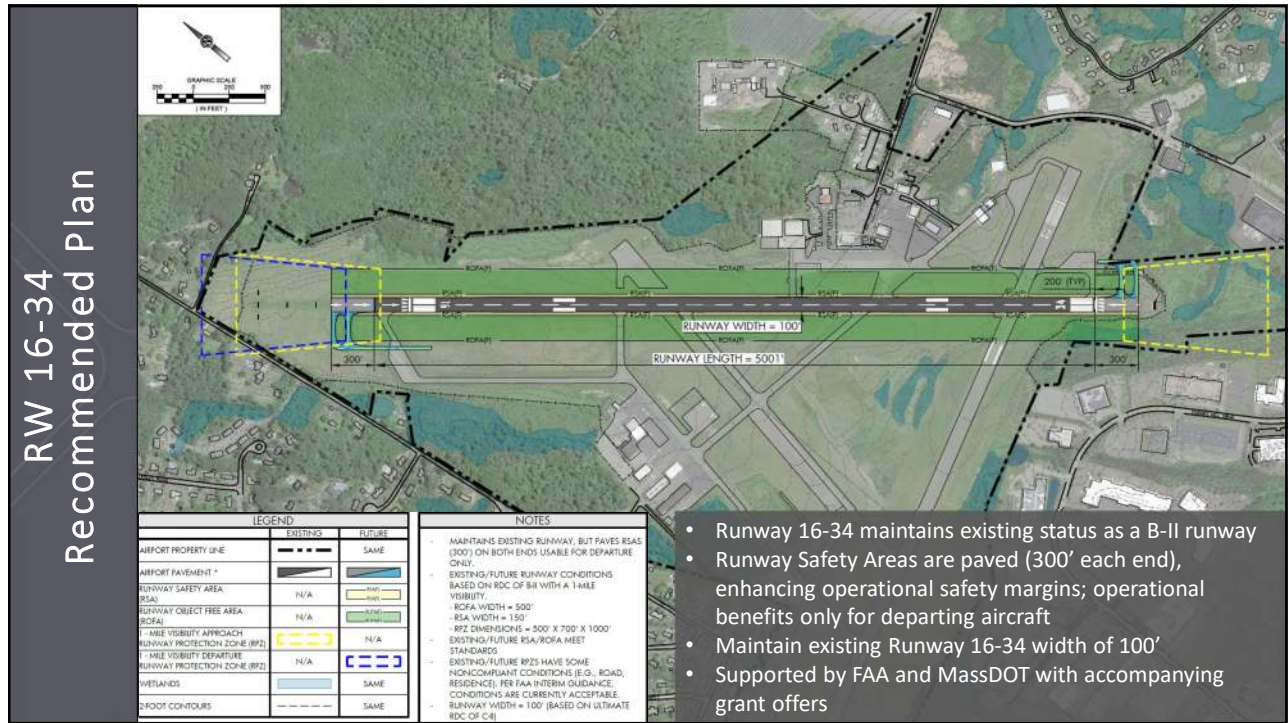 RW 16-34
Recommended Plan
GRAPHIC SCALE
( IN FEET )
ROFA(F)
ROFA(F)
ROFA(F)
200' (TYP)
RSA(F)
RSA(F)
RSA(F)
RSA(F)
RUNWAY WIDTH = 100'
ROFA(F)
ROFA(F)
300'
RUNWAY LENGTH = 5001'
300'
LEGEND
EXISTING
FUTURE
AIRPORT PROPERTY LINE
SAME
AIRPORT PAVEMENT *
RUNWAY SAFETY AREA
(RSA)
N/A
RUNWAY OBJECT FREE AREA
(ROFA)
N/A
1 - MILE VISIBILITY APPROACH
RUNWAY PROTECTION ZONE (RPZ)
N/A
1 - MILE VISIBILITY DEPARTURE
RUNWAY PROTECTION ZONE (RPZ)
N/A
WETLANDS
SAME
2-FOOT CONTOURS
SAME
NOTES
- MAINTAINS EXISTING RUNWAY, BUT PAVES RSAS
(300') ON BOTH ENDS USABLE FOR DEPARTURE
ONLY.
- EXISTING/FUTURE RUNWAY CONDITIONS
BASED ON RDC OF B-II WITH A 1-MILE
VISIBILITY.
- ROFA WIDTH = 500'
- RSA WIDTH = 150'
- RPZ DIMENSIONS = 500' X 700' X 1000'
- EXISTING/FUTURE RSA/ROFA MEET
STANDARDS
- EXISTING/FUTURE RPZS HAVE SOME
NONCOMPLIANT CONDITIONS (E.G., ROAD,
RESIDENCE). PER FAA INTERIM GUIDANCE,
CONDITIONS ARE CURRENTLY ACCEPTABLE.
- RUNWAY WIDTH = 100' (BASED ON ULTIMATE
• Runway 16-34 maintains existing status as a B-II runway
• Runway Safety Areas are paved (300' each end),
enhancing operational safety margins; operational
benefits only for departing aircraft
• Maintain existing Runway 16-34 width of 100'
• Supported by FAA and MassDOT with accompanying
grant offers